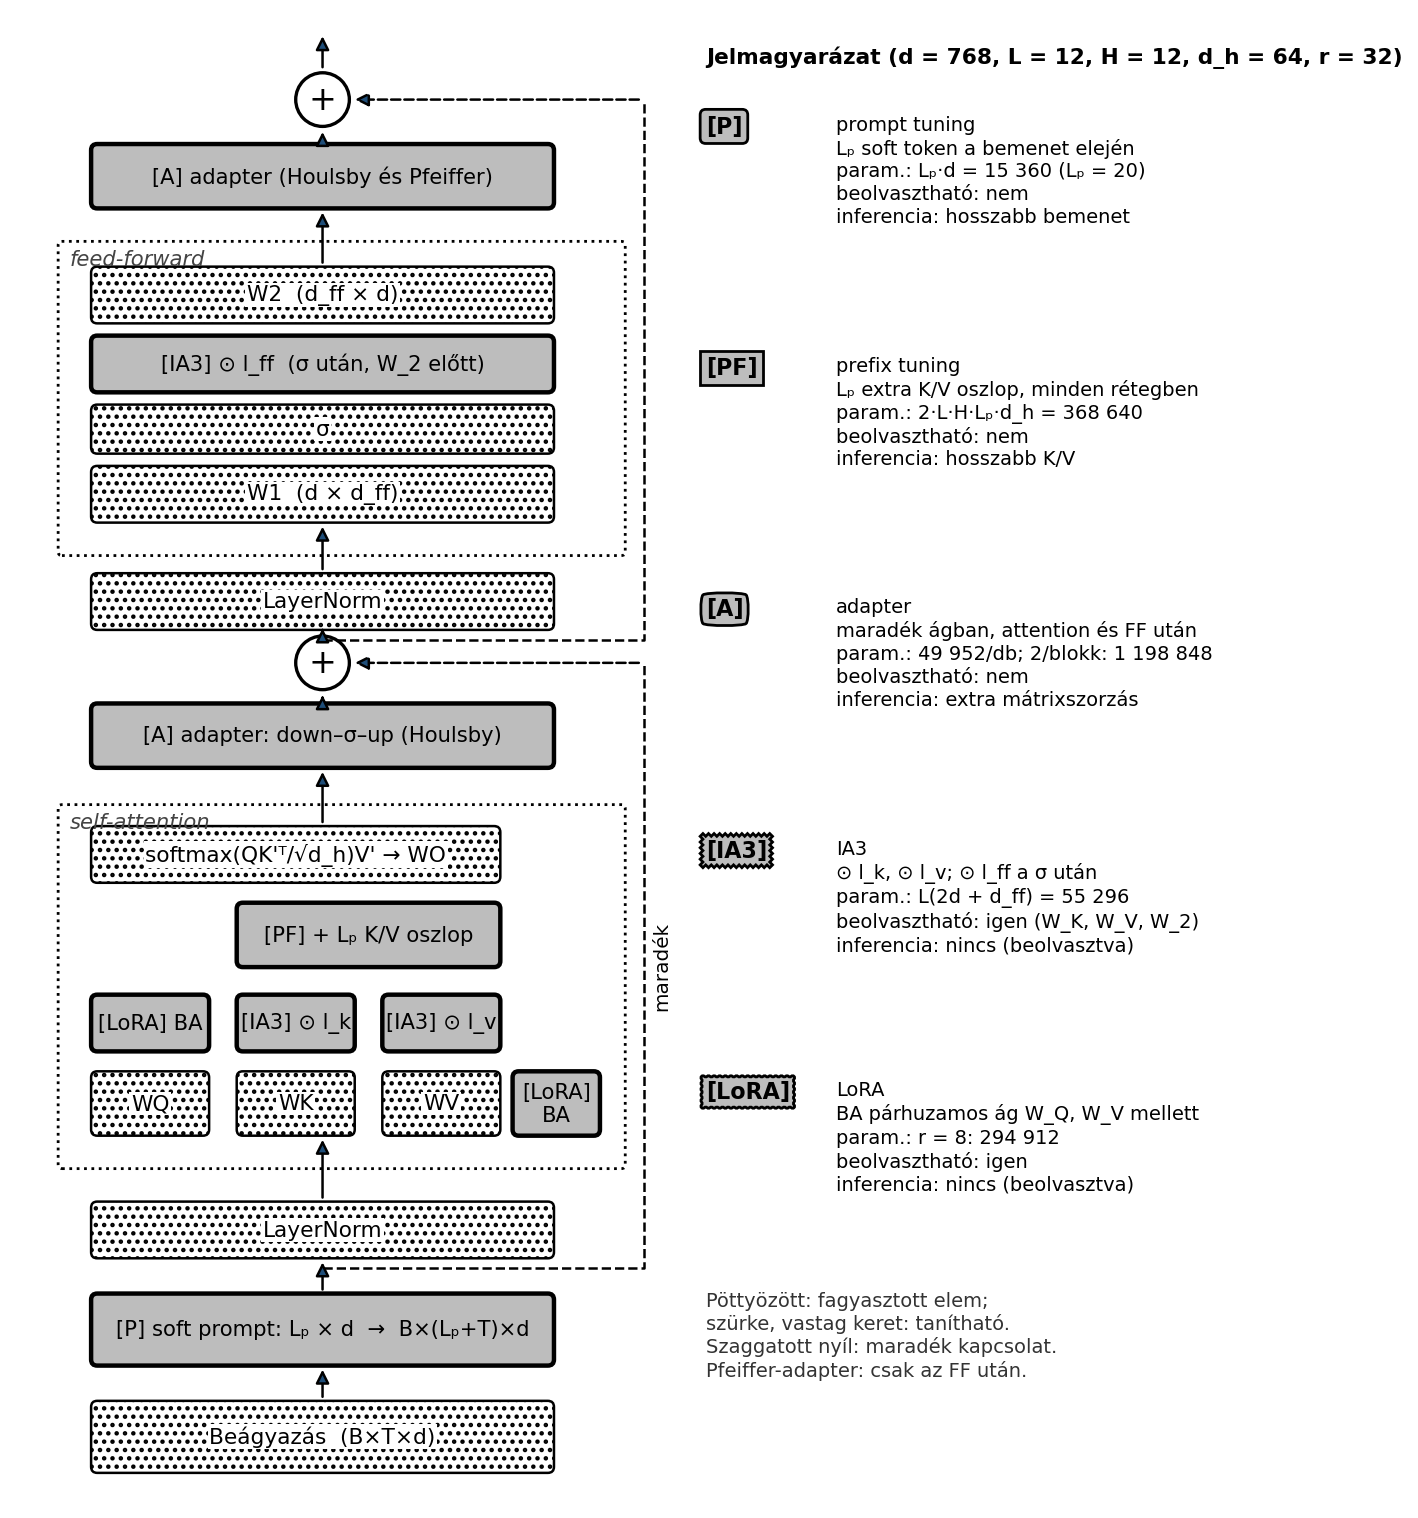 Jelmagyarázat (d = 768, L = 12, H = 12, d_h = 64, r = 32)
+
[A] adapter (Houlsby és Pfeiffer)
feed-forward
W2 (d_ff × d)
[IA3] ⊙ l_ff (σ után, W_2 előtt)
σ
W1 (d × d_ff)
LayerNorm
+
[A] adapter: down–σ–up (Houlsby)
self-attention
softmax(QK'ᵀ/√d_h)V' → WO
[PF] + Lₚ K/V oszlop
[LoRA] BA
[IA3] ⊙ l_k
[IA3] ⊙ l_v
WQ
WK
WV
[LoRA]
BA
LayerNorm
[P] soft prompt: Lₚ × d → B×(Lₚ+T)×d
Beágyazás (B×T×d)
maradék
[P]
prompt tuning
Lₚ soft token a bemenet elején
param.: Lₚ·d = 15 360 (Lₚ = 20)
beolvasztható: nem
inferencia: hosszabb bemenet
[PF]
prefix tuning
Lₚ extra K/V oszlop, minden rétegben
param.: 2·L·H·Lₚ·d_h = 368 640
beolvasztható: nem
inferencia: hosszabb K/V
[A]
adapter
maradék ágban, attention és FF után
param.: 49 952/db; 2/blokk: 1 198 848
beolvasztható: nem
inferencia: extra mátrixszorzás
[IA3]
IA3
⊙ l_k, ⊙ l_v; ⊙ l_ff a σ után
param.: L(2d + d_ff) = 55 296
beolvasztható: igen (W_K, W_V, W_2)
inferencia: nincs (beolvasztva)
[LoRA]
LoRA
BA párhuzamos ág W_Q, W_V mellett
param.: r = 8: 294 912
beolvasztható: igen
inferencia: nincs (beolvasztva)
Pöttyözött: fagyasztott elem;
szürke, vastag keret: tanítható.
Szaggatott nyíl: maradék kapcsolat.
Pfeiffer-adapter: csak az FF után.